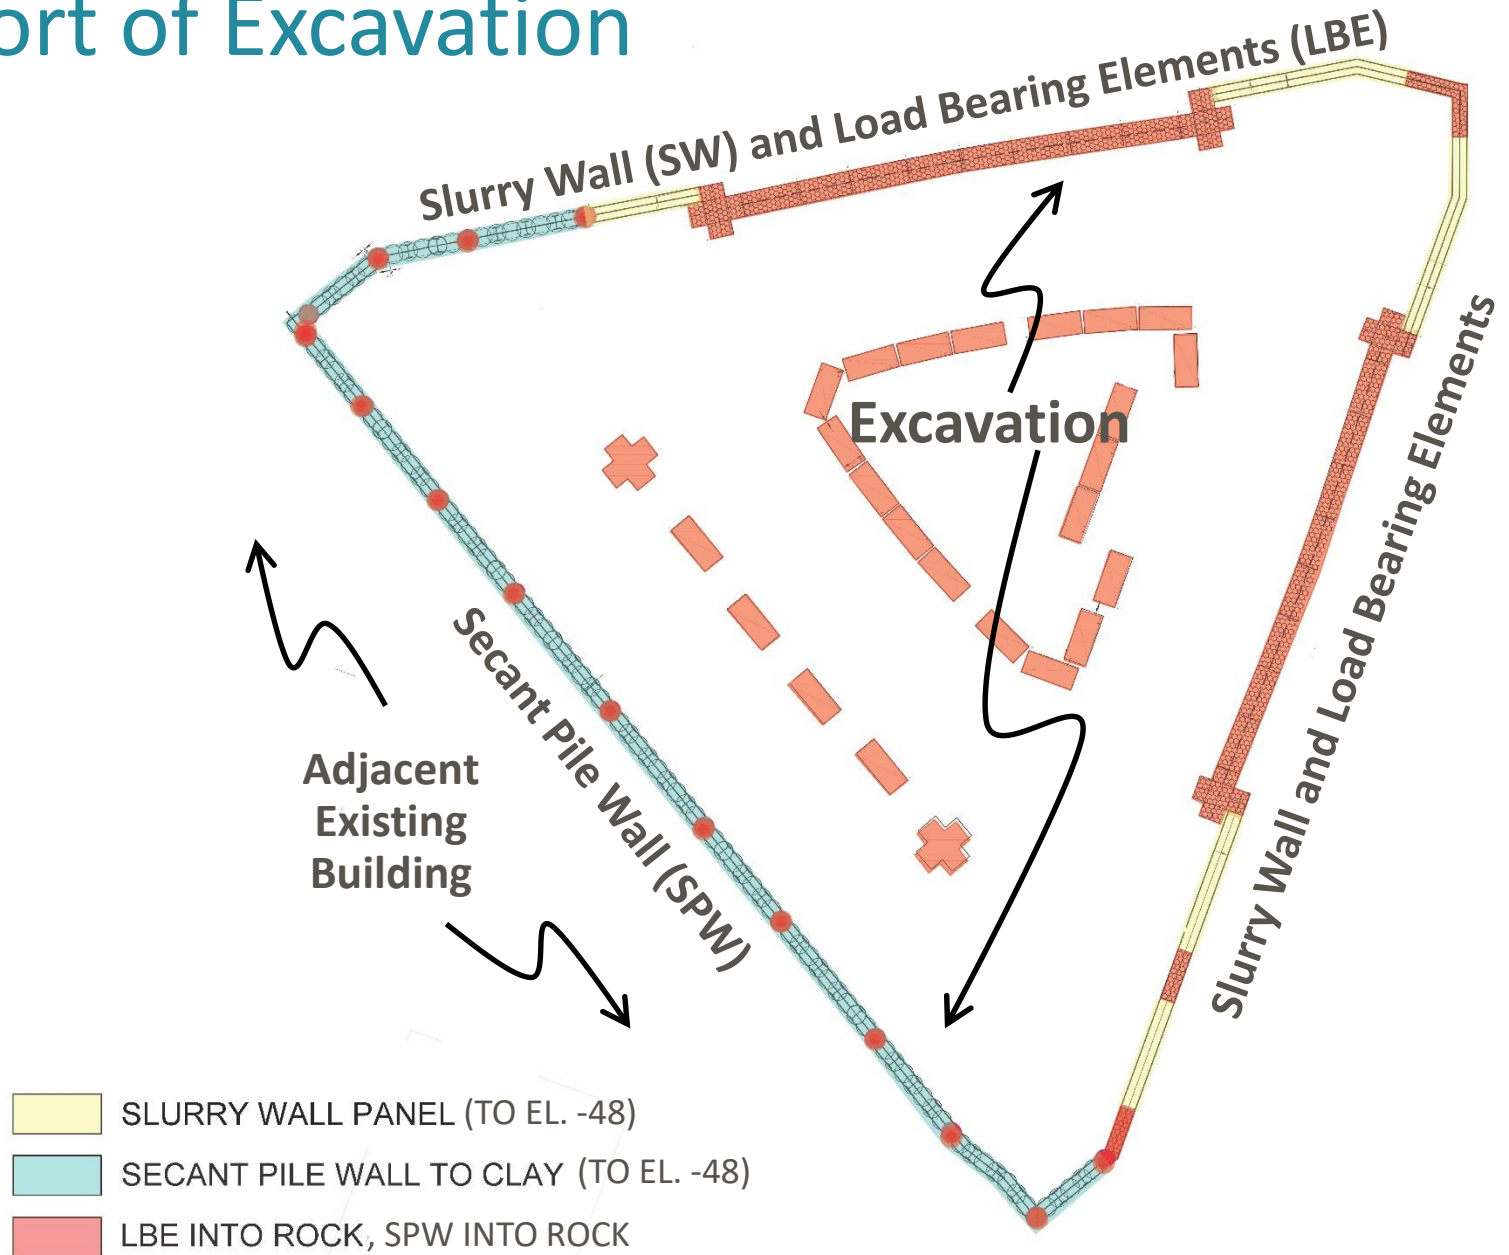 ort of Excavation
Slurry Wall (SW) and Load Bearing Elements (LBE)
Excavation
Slurry Wall and Load Bearing Elements
Secant Pile Wall (SPW)
Adjacent
Existing
Building
SLURRY WALL PANEL (TO EL. -48)
SECANT PILE WALL TO CLAY (TO EL. -48)
LBE INTO ROCK, SPW INTO ROCK